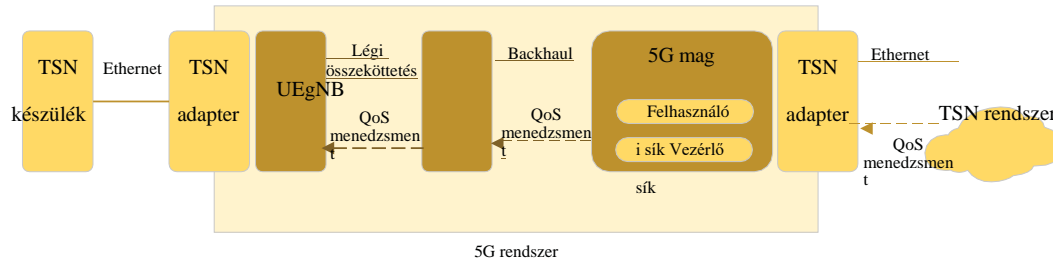 TSN
készülék
Ethernet
TSN
adapter
UEgNB
Légi
összeköttetés
QoS
menedzsmen
t
Backhaul
QoS
menedzsmen
t
5G mag
Felhasználó
i sík Vezérlő
sík
TSN
adapter
Ethernet
TSN rendszer
QoS
menedzsmen
t
5G rendszer